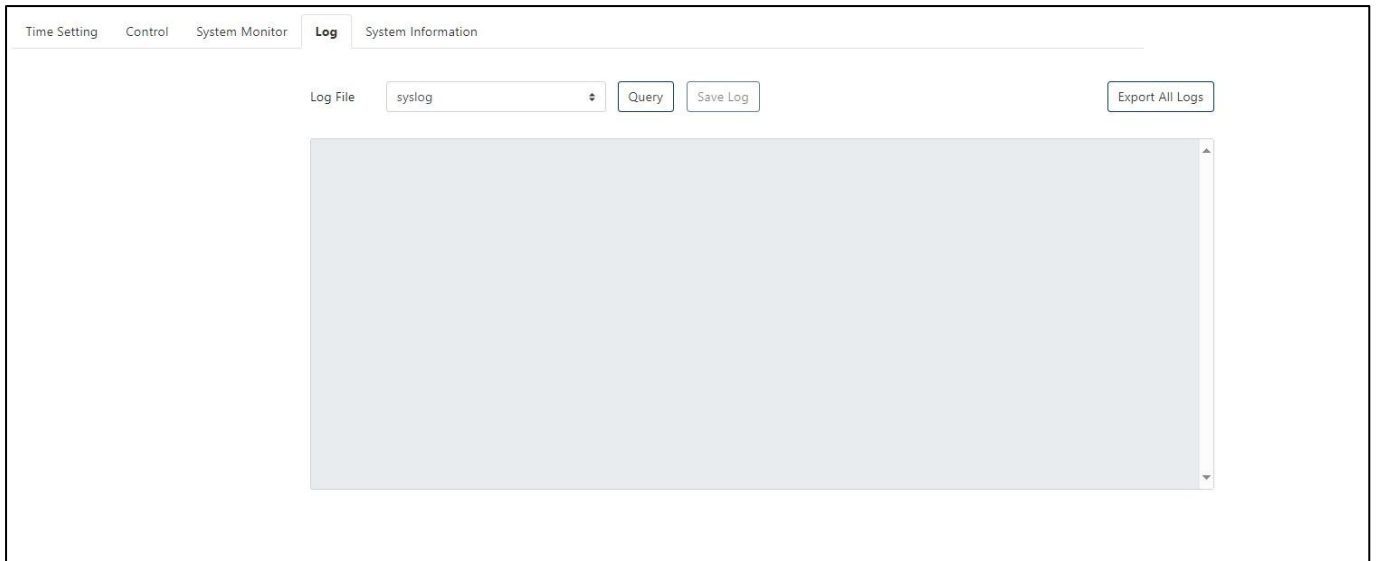 Time Setting Control System Monitor Log System Information
Log File syslog Query Save Log Export All Logs